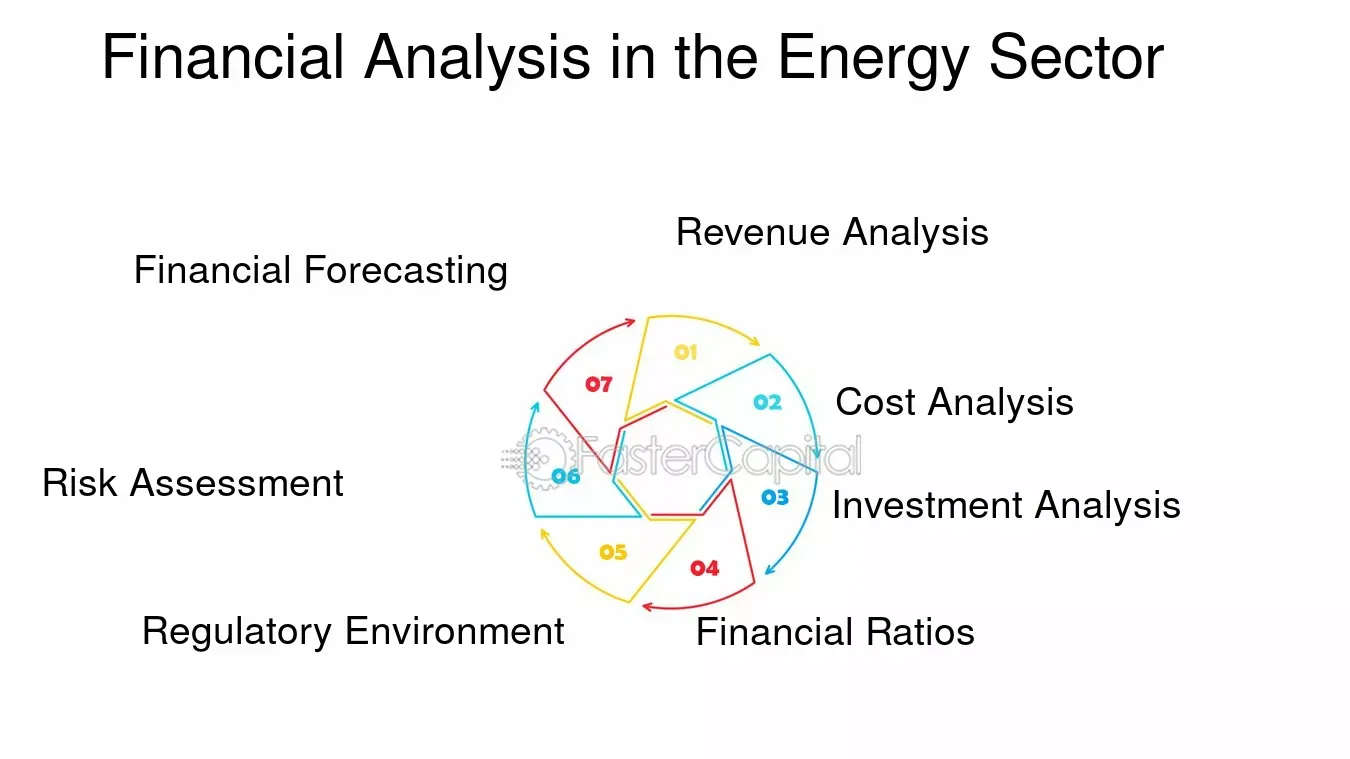 Financial Analysis in the Energy Sector
Revenue Analysis
Financial Forecasting
01
07
02
Cost Analysis
FasterCapital
06
Risk Assessment
03
Investment Analysis
05
04
Regulatory Environment
Financial Ratios